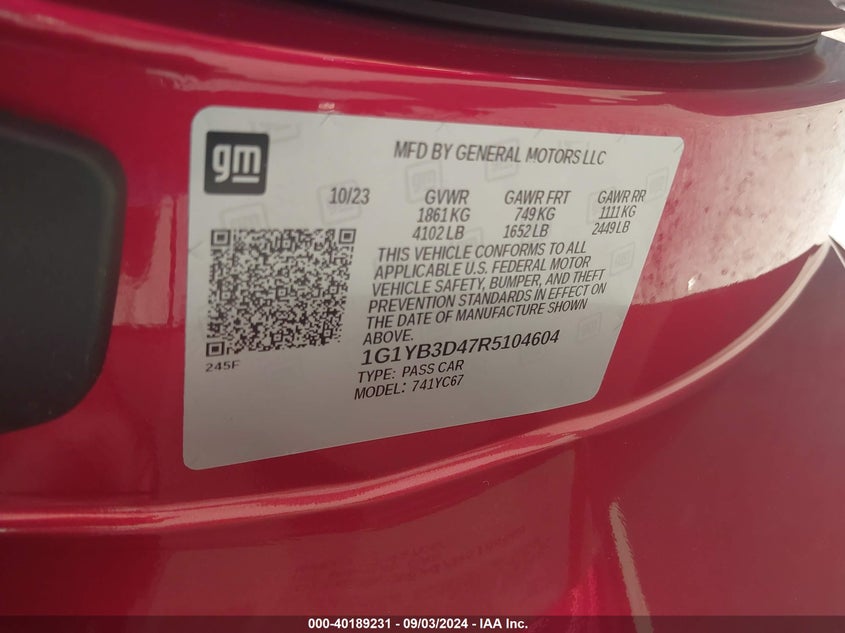 gm
MFD BY GENERAL MOTORS LLC
10/23 GVWR GAWR FRT GAWR RR
1861 KG 749 KG 1111 KG
4102 LB 1652 LB 2449 LB
THIS VEHICLE CONFORMS TO ALL
APPLICABLE U.S. FEDERAL MOTOR
VEHICLE SAFETY, BUMPER, AND THEFT
PREVENTION STANDARDS IN EFFECT ON
THE DATE OF MANUFACTURE SHOWN
ABOVE.
245F
1G1YB3D47R5104604
TYPE: PASS CAR
MODEL: 741YC67
000-40189231 - 09/03/2024 - IAA Inc.